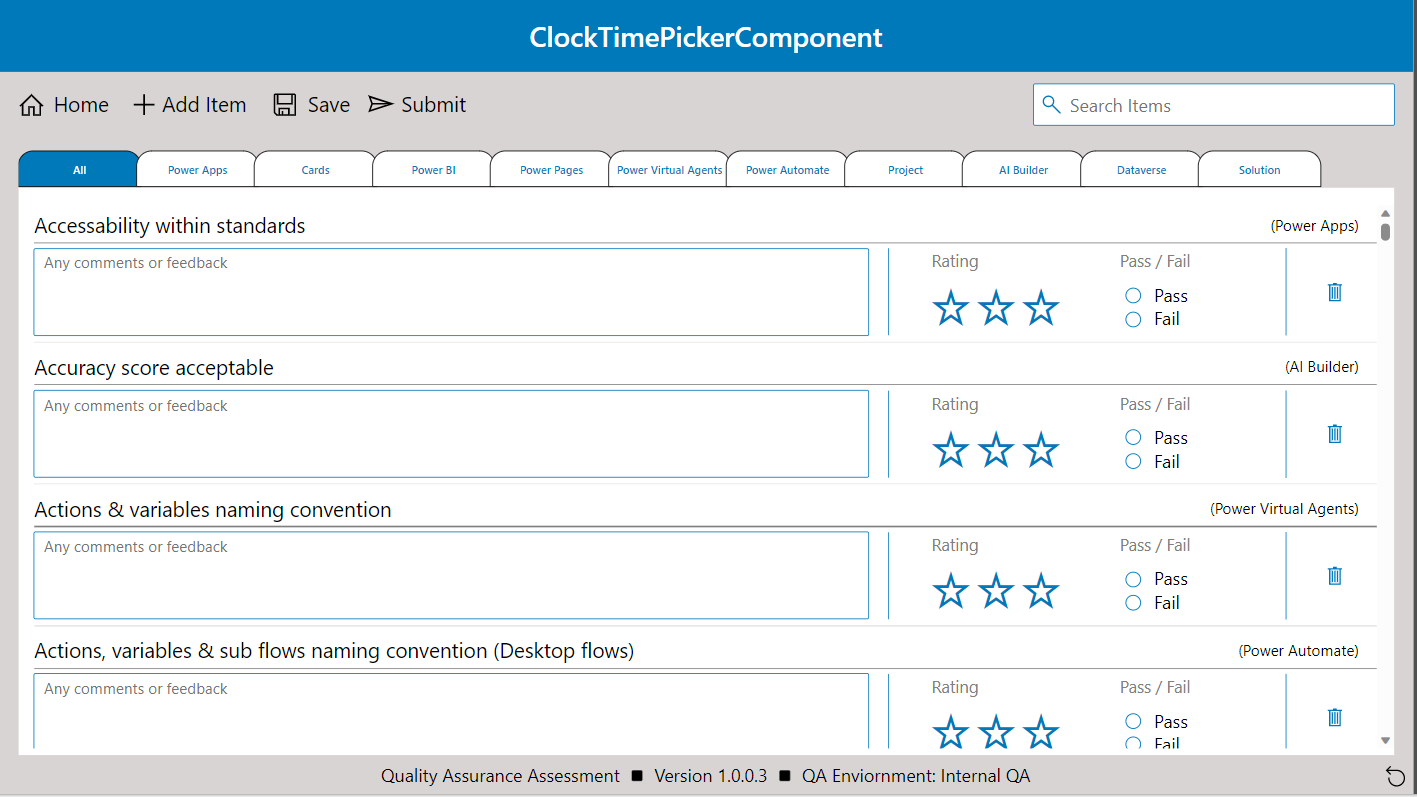 ClockTimePickerComponent
Home Add Item Save Submit Search Items
All Power Apps Cards Power BI Power Pages Power Virtual Agents Power Automate Project AI Builder Dataverse Solution
Accessability within standards (Power Apps)
Any comments or feedback Rating Pass / Fail
Pass
Fail
Accuracy score acceptable (AI Builder)
Any comments or feedback Rating Pass / Fail
Pass
Fail
Actions & variables naming convention (Power Virtual Agents)
Any comments or feedback Rating Pass / Fail
Pass
Fail
Actions, variables & sub flows naming convention (Desktop flows) (Power Automate)
Any comments or feedback Rating Pass / Fail
Pass
Fail
Quality Assurance Assessment ■ Version 1.0.0.3 ■ QA Enviornment: Internal QA